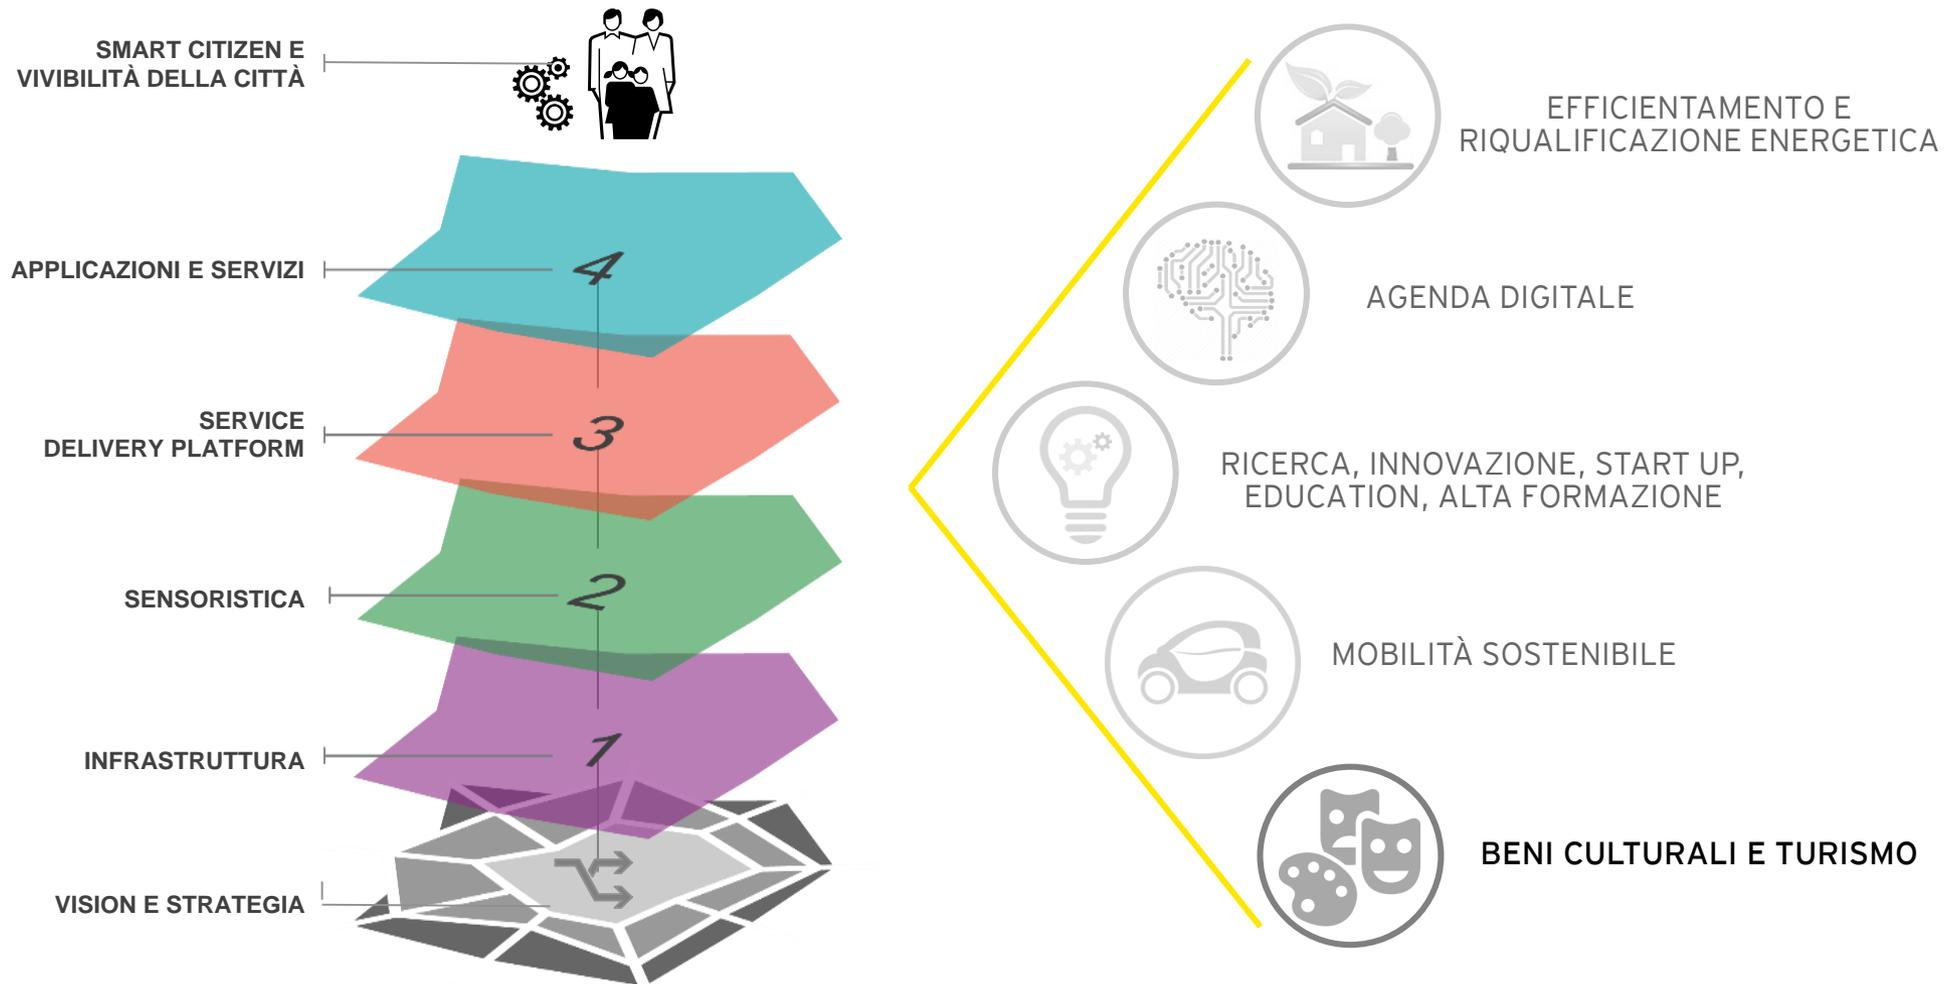 SMART CITIZEN E
VIVIBILITÀ DELLA CITTÀ
APPLICAZIONI E SERVIZI
4
SERVICE
DELIVERY PLATFORM
3
SENSORISTICA
2
INFRASTRUTTURA
1
VISION E STRATEGIA
EFFICIENTAMENTO E
RIQUALIFICAZIONE ENERGETICA
AGENDA DIGITALE
RICERCA, INNOVAZIONE, START UP,
EDUCATION, ALTA FORMAZIONE
MOBILITÀ SOSTENIBILE
BENI CULTURALI E TURISMO